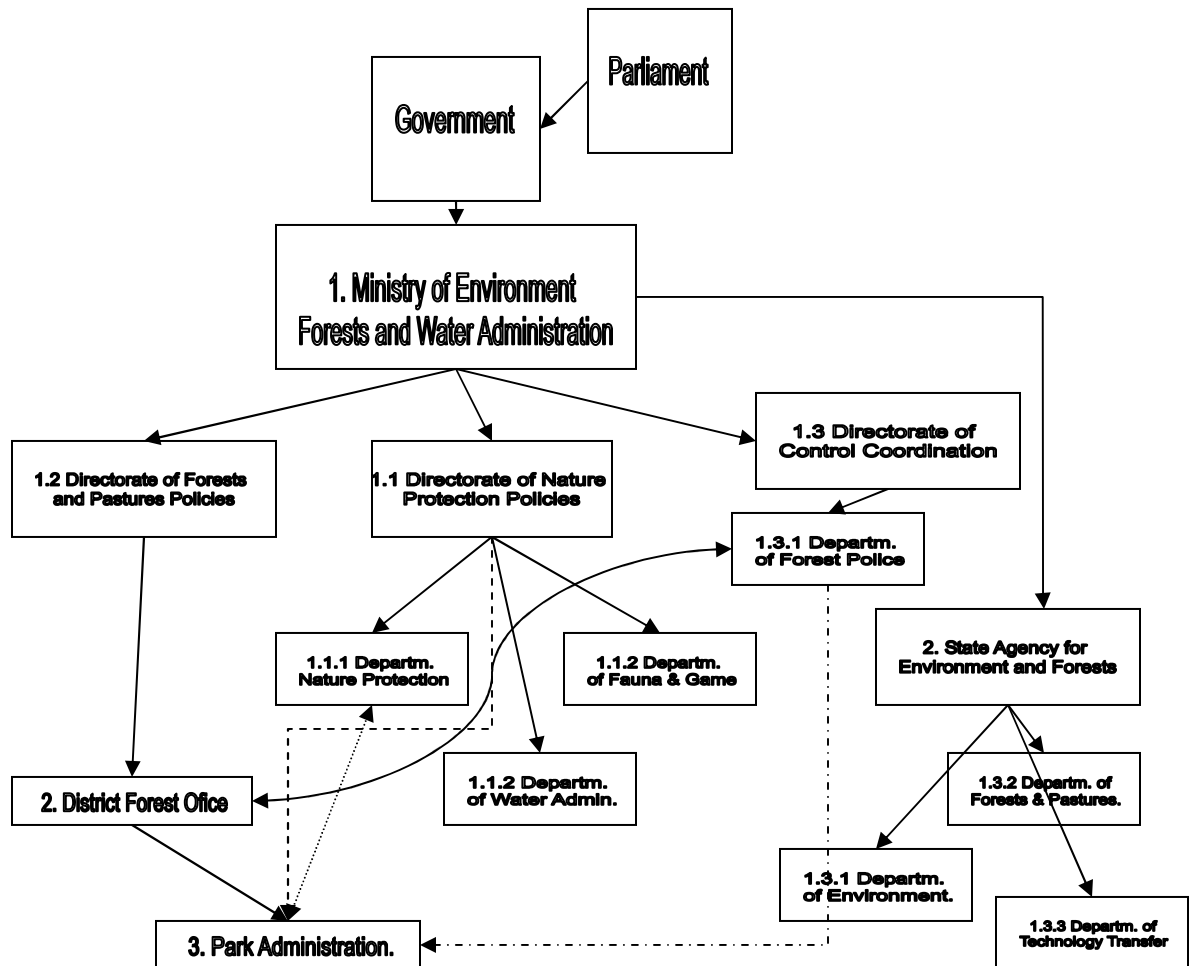 Parliament
Government
1. Ministry of Environment
Forests and Water Administration
1.3 Directorate of
Control Coordination
1.2 Directorate of Forests
and Pastures Policies
1.1 Directorate of Nature
Protection Policies
1.3.1 Departm.
of Forest Police
1.1.1 Departm.
Nature Protection
1.1.2 Departm.
of Fauna & Game
2. State Agency for
Environment and Forests
2. District Forest Ofice
1.1.2 Departm.
of Water Admin.
1.3.2 Departm. of
Forests & Pastures.
1.3.1 Departm.
of Environment.
1.3.3 Departm. of
Technology Transfer
3. Park Administration.